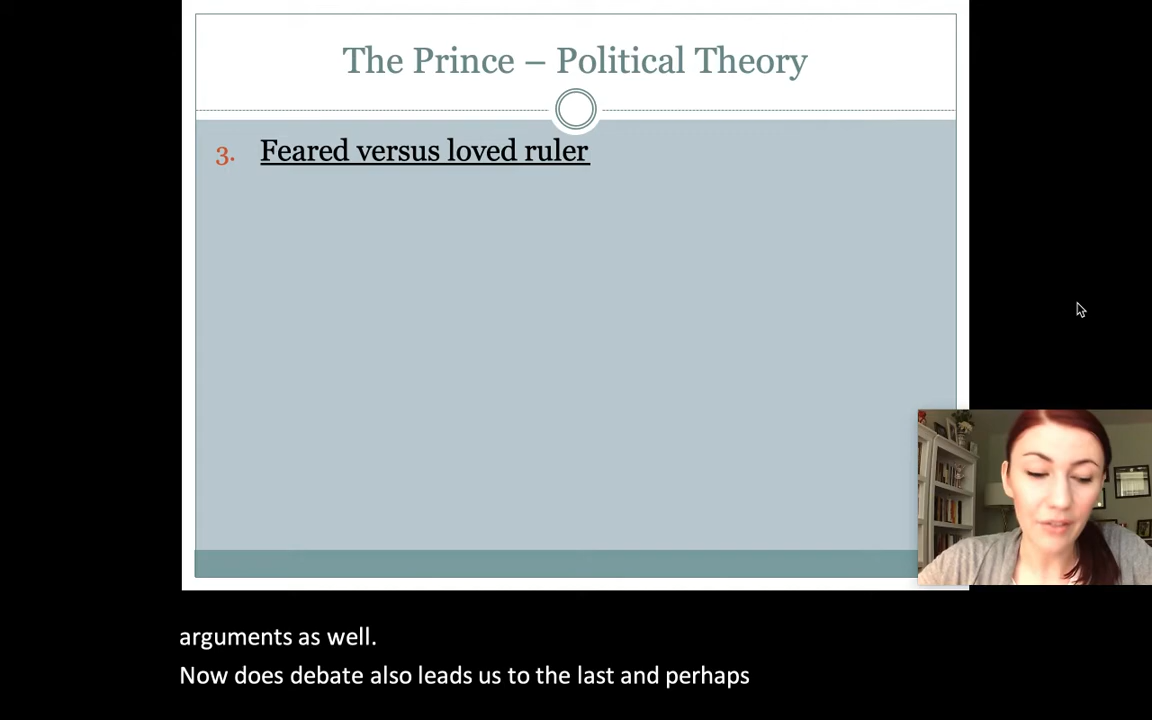 The Prince – Political Theory
3. Feared versus loved ruler
arguments as well.
Now does debate also leads us to the last and perhaps